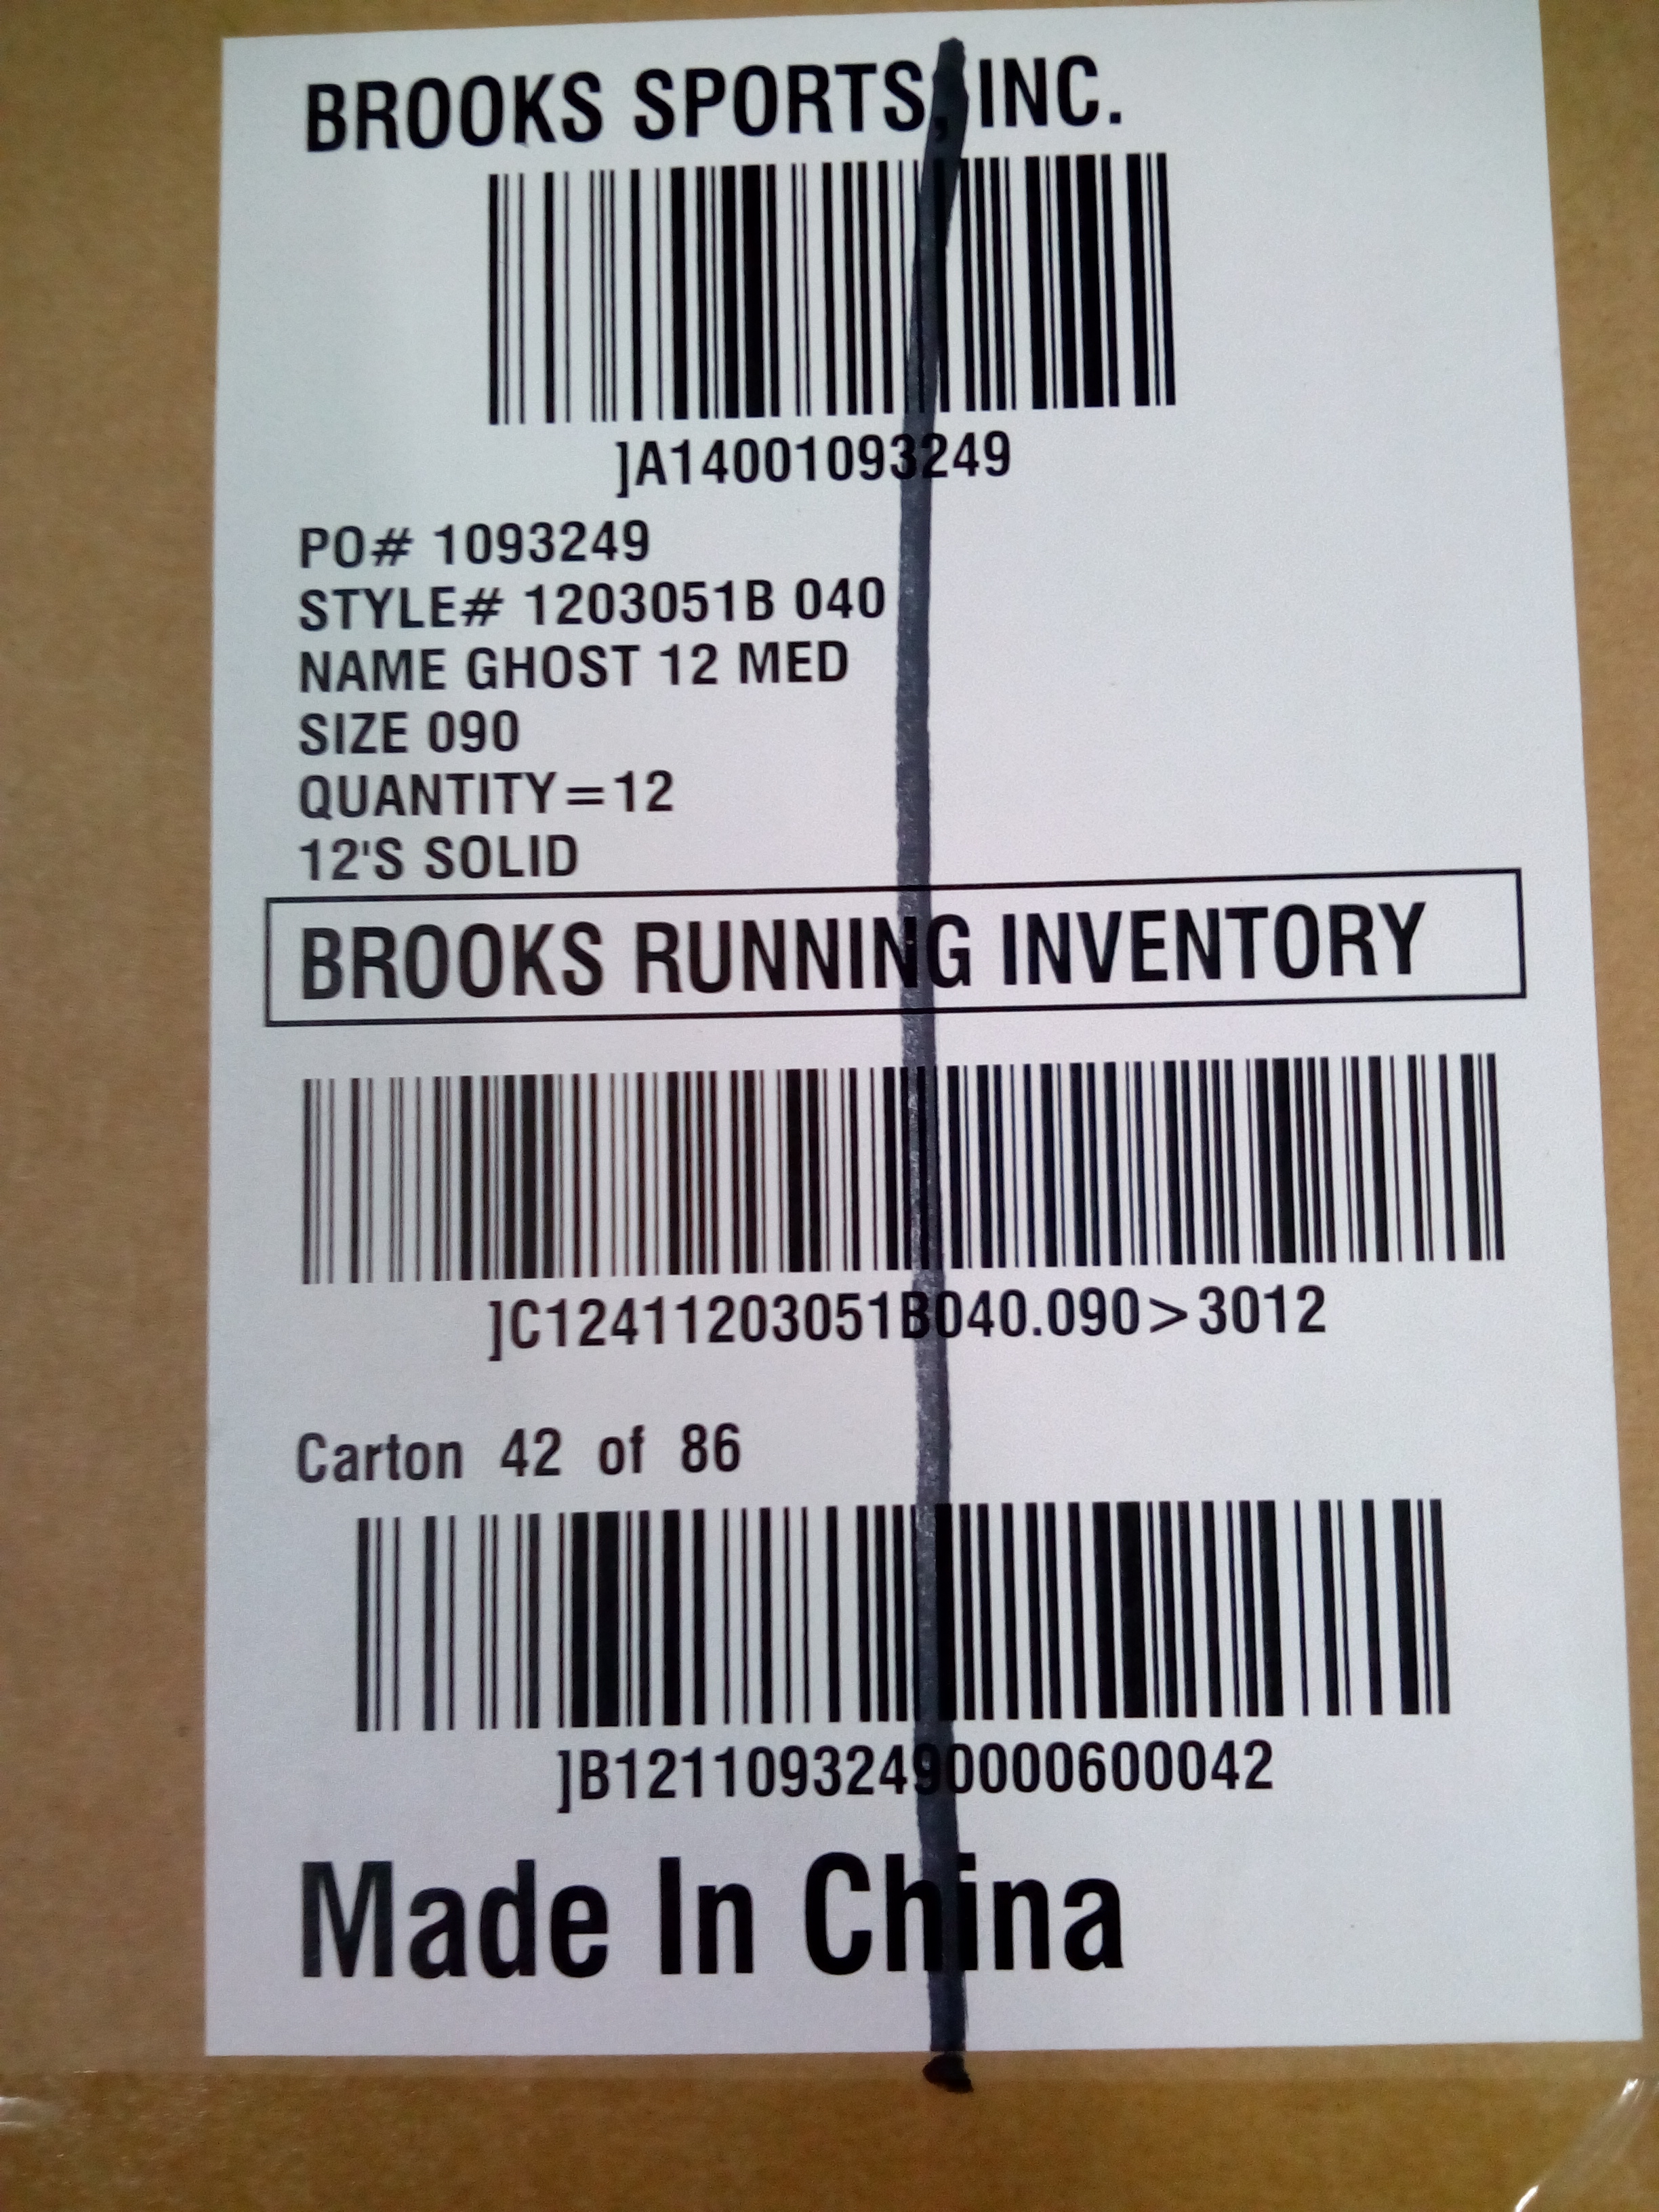 BROOKS SPORTS, INC.
]A14001093249
PO# 1093249
STYLE# 1203051B 040
NAME GHOST 12 MED
SIZE 090
QUANTITY=12
12'S SOLID
BROOKS RUNNING INVENTORY
]C12411203051B040.090>3012
Carton 42 of 86
]B12110932490000600042
Made In China